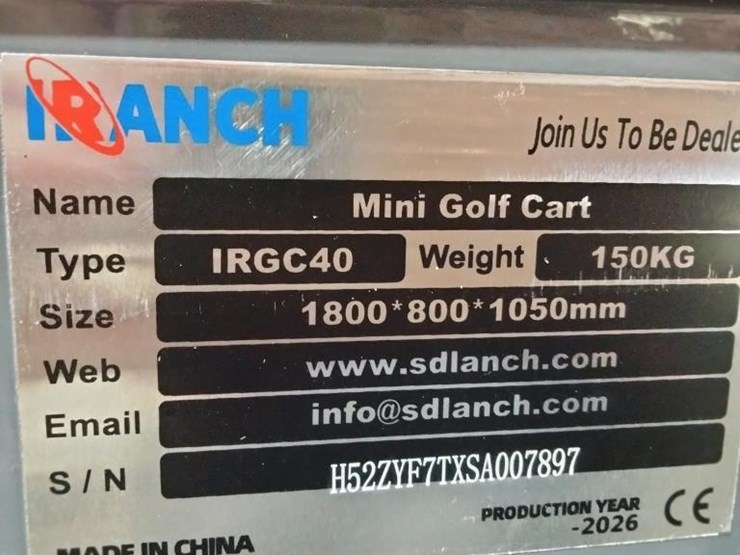 IRANCH
Join Us To Be Deale
Name Mini Golf Cart
Type IRGC40 Weight 150KG
Size 1800*800*1050mm
Web www.sdlanch.com
Email info@sdlanch.com
S/N H52ZYF7TXSA007897
PRODUCTION YEAR
-2026 CE
MADE IN CHINA